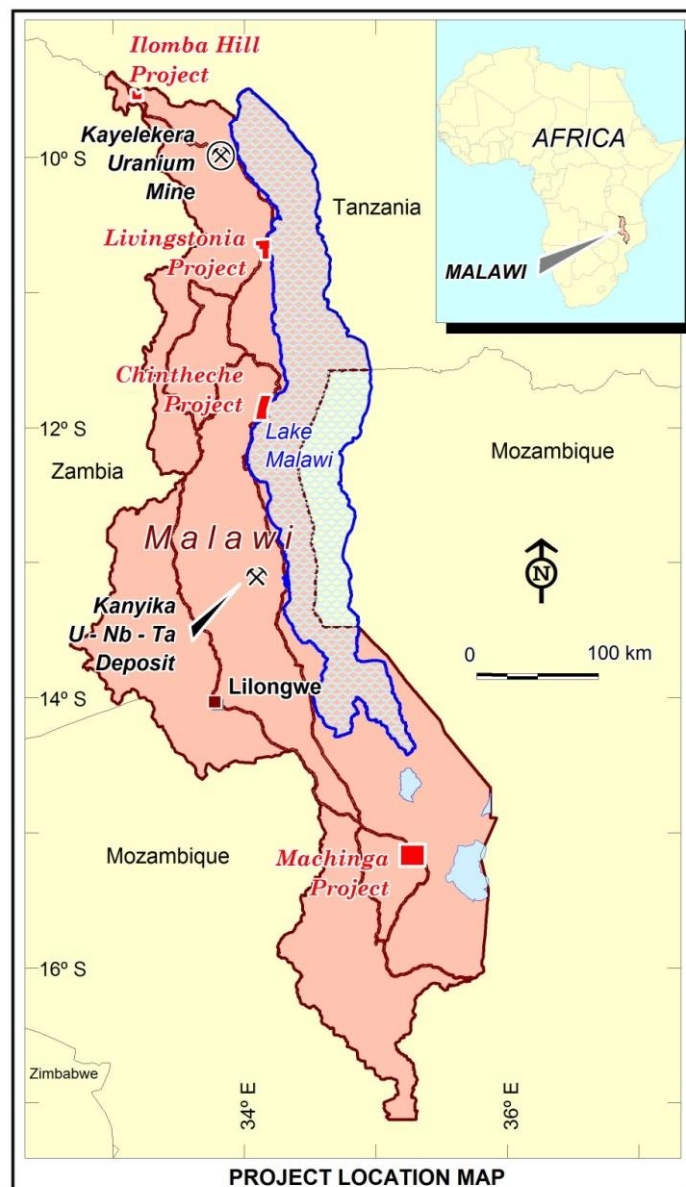 Ilomba Hill
Project
Kayelekera
Uranium
Mine
10º S
Tanzania
AFRICA
MALAWI
Livingstonia
Project
Chintheche
Project
12º S
Lake
Malawi
Mozambique
Zambia
Malawi
N
Kanyika
U - Nb - Ta
Deposit
0 100 km
Lilongwe
14º S
Mozambique
Machinga
Project
16º S
Zimbabwe
34º E
36º E
PROJECT LOCATION MAP